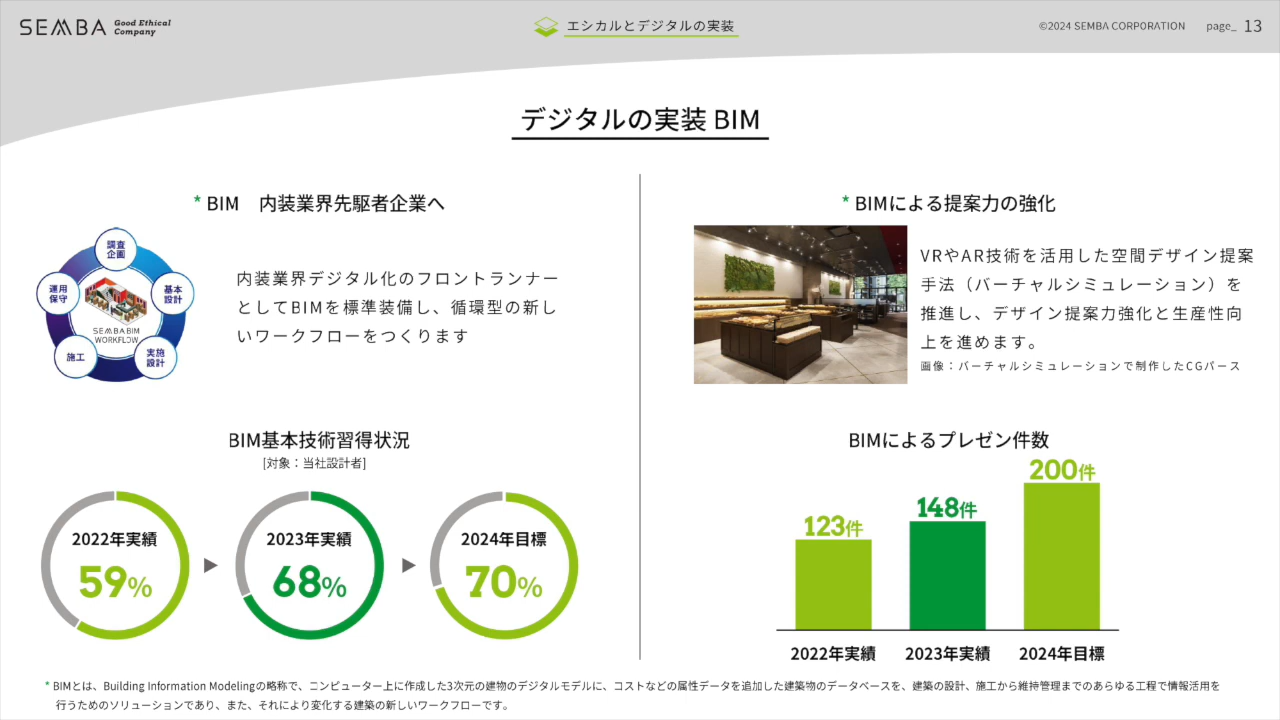 SEMBA Good Ethical Company
エシカルとデジタルの実装
©2024 SEMBA CORPORATION page_ 13
デジタルの実装 BIM
* BIM 内装業界先駆者企業へ
調査
企画
基本
設計
実施
設計
施工
運用
保守
SEMBA BIM
WORKFLOW
内装業界デジタル化のフロントランナー
としてBIMを標準装備し、循環型の新し
いワークフローをつくります
BIM基本技術習得状況
[対象：当社設計者]
2022年実績
59%
2023年実績
68%
2024年目標
70%
* BIMによる提案力の強化
VRやAR技術を活用した空間デザイン提案
手法（バーチャルシミュレーション）を
推進し、デザイン提案力強化と生産性向
上を進めます。
画像：バーチャルシミュレーションで制作したCGパース
BIMによるプレゼン件数
123件
148件
200件
2022年実績
2023年実績
2024年目標
* BIMとは、Building Information Modelingの略称で、コンピューター上に作成した3次元の建物のデジタルモデルに、コストなどの属性データを追加した建築物のデータベースを、建築の設計、施工から維持管理までのあらゆる工程で情報活用を
行うためのソリューションであり、また、それにより変化する建築の新しいワークフローです。